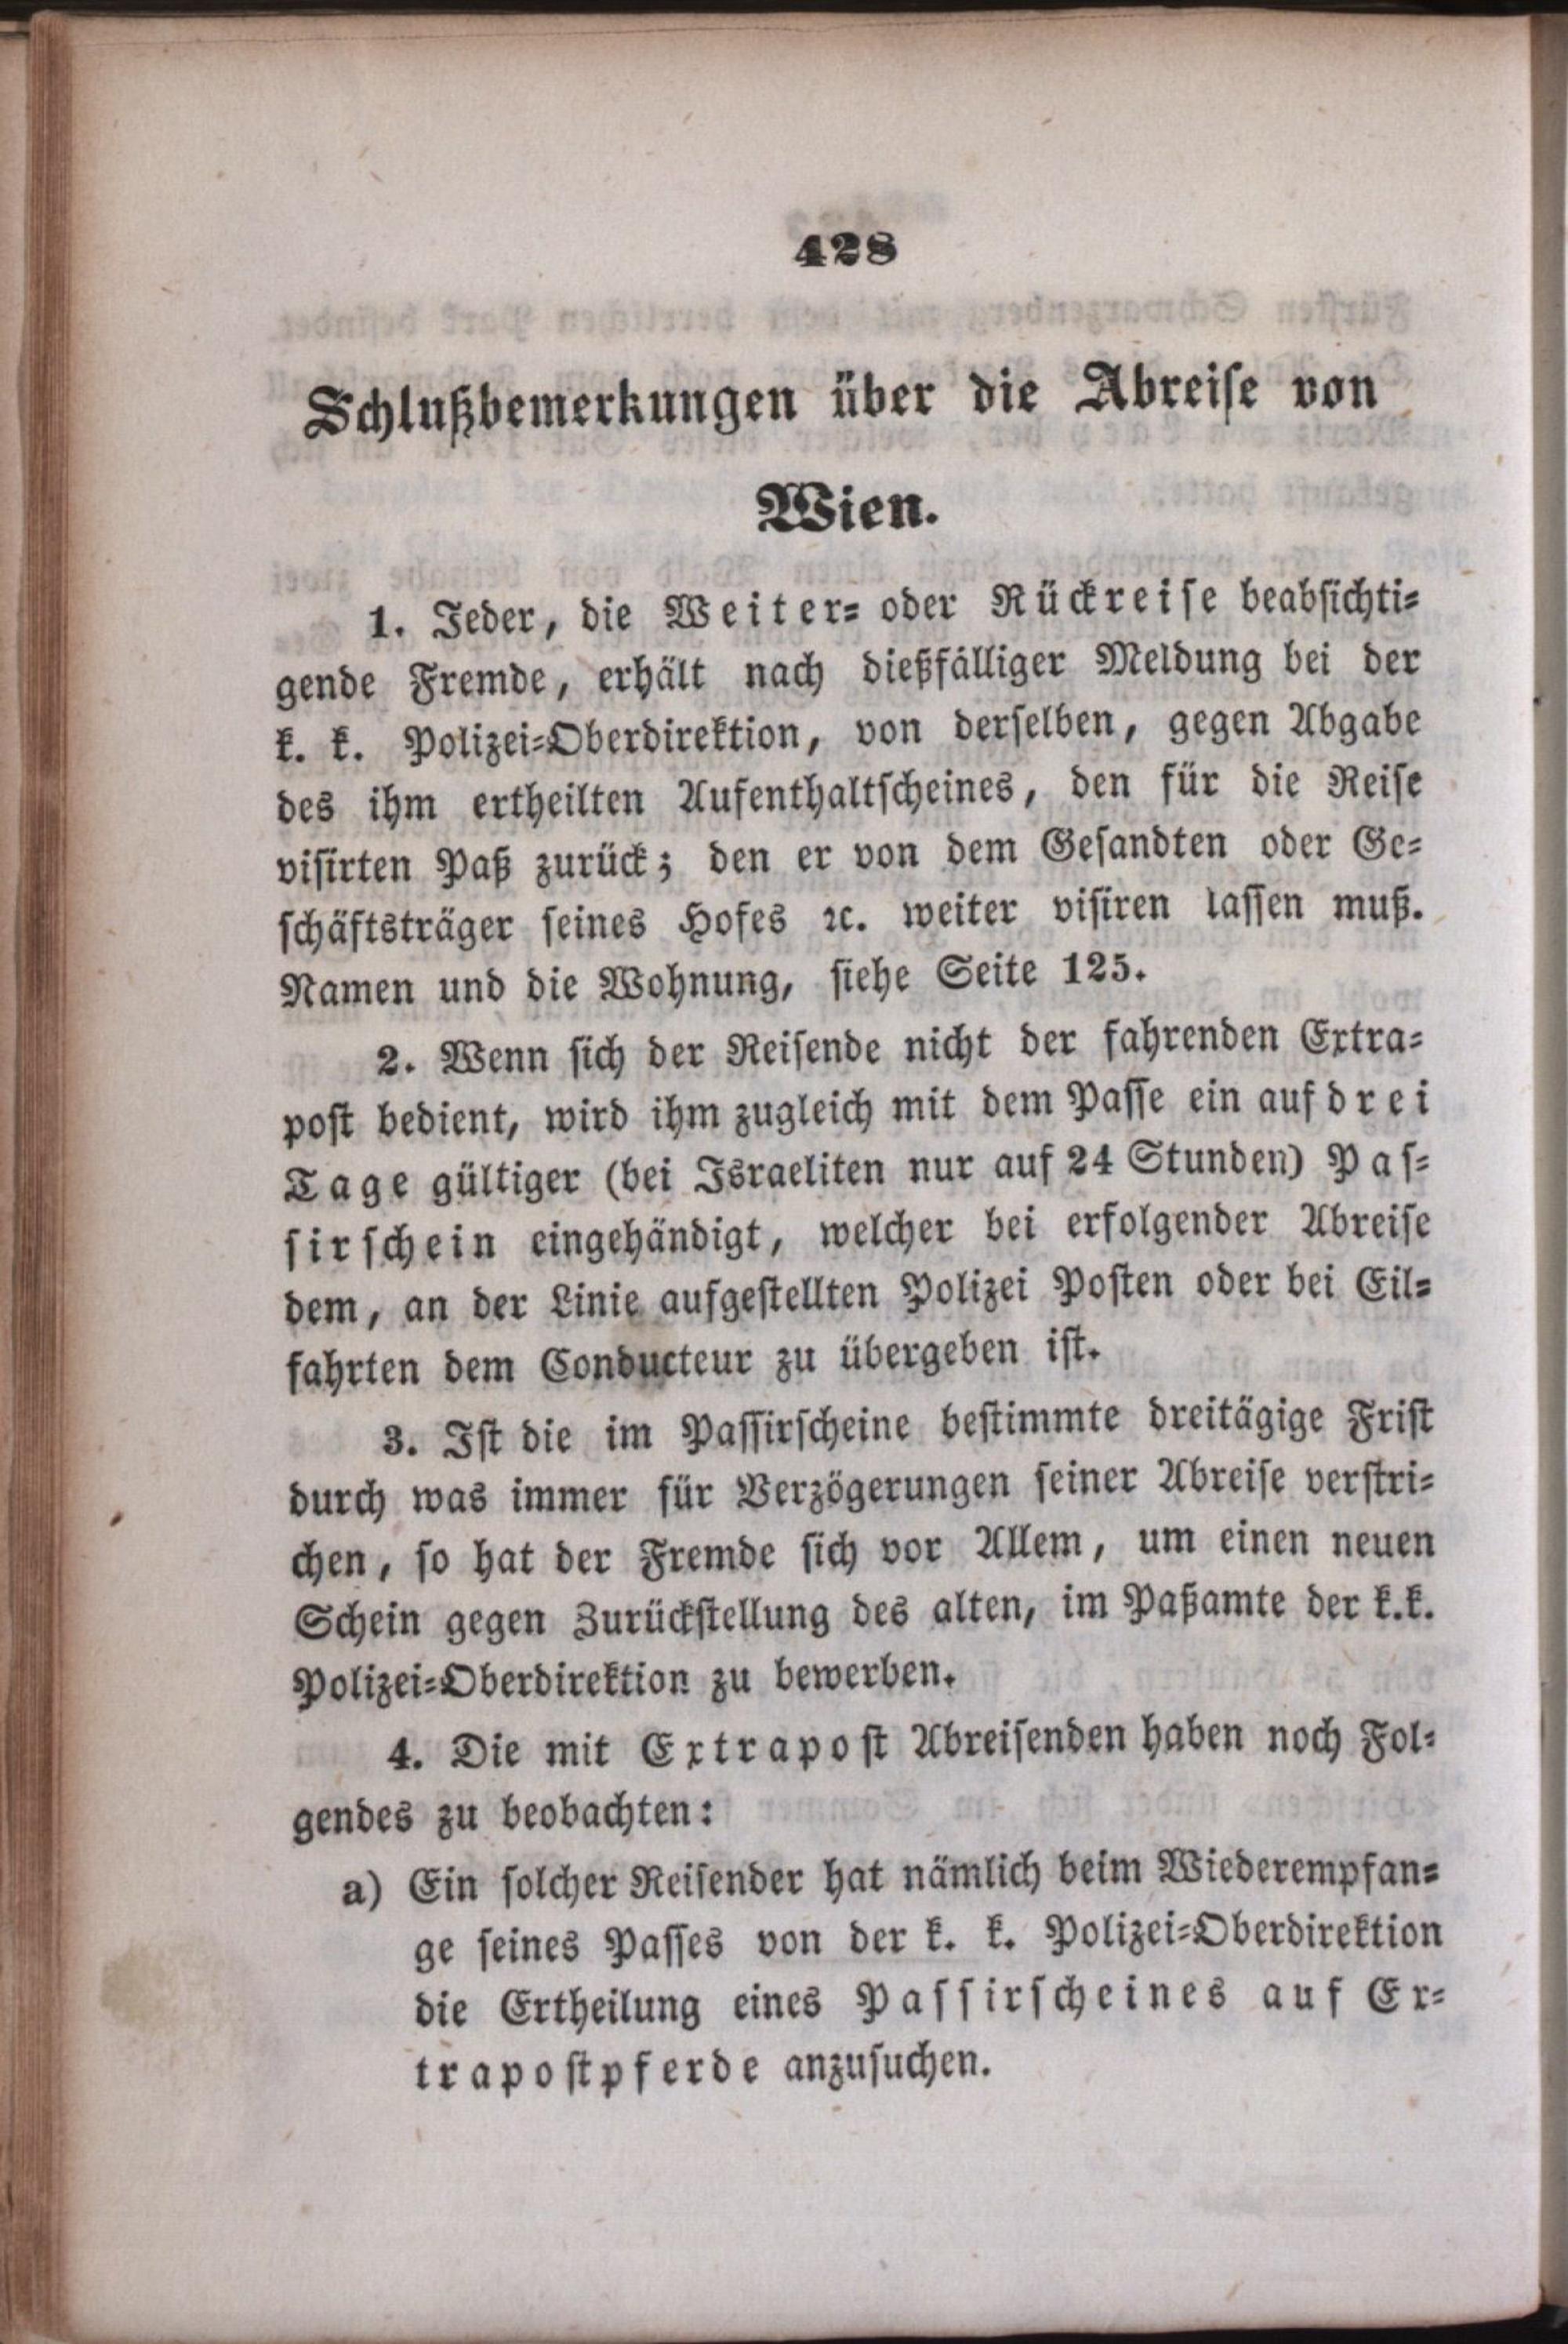 428
Schlußbemerkungen über die Abreise von
Wien.
1. Jeder, die Weiter= oder Rückreise beabsichti=
gende Fremde, erhält nach dießfälliger Meldung bei der
k. k. Polizei=Oberdirektion, von derselben, gegen Abgabe
des ihm ertheilten Aufenthaltscheines, den für die Reise
visirten Paß zurück; den er von dem Gesandten oder Ge=
schäftsträger seines Hofes ꝛc. weiter visiren lassen muß.
Namen und die Wohnung, siehe Seite 125.
2. Wenn sich der Reisende nicht der fahrenden Extra=
post bedient, wird ihm zugleich mit dem Passe ein auf drei
Tage gültiger (bei Israeliten nur auf 24 Stunden) Pas=
sirschein eingehändigt, welcher bei erfolgender Abreise
dem, an der Linie aufgestellten Polizei Posten oder bei Eil=
fahrten dem Conducteur zu übergeben ist.
3. Ist die im Passirscheine bestimmte dreitägige Frist
durch was immer für Verzögerungen seiner Abreise verstri=
chen, so hat der Fremde sich vor Allem, um einen neuen
Schein gegen Zurückstellung des alten, im Paßamte der k.k.
Polizei=Oberdirektion zu bewerben.
4. Die mit Extrapost Abreisenden haben noch Fol=
gendes zu beobachten:
a) Ein solcher Reisender hat nämlich beim Wiederempfan=
ge seines Passes von der k. k. Polizei=Oberdirektion
die Ertheilung eines Passirscheines auf Ex=
trapostpferde anzusuchen.